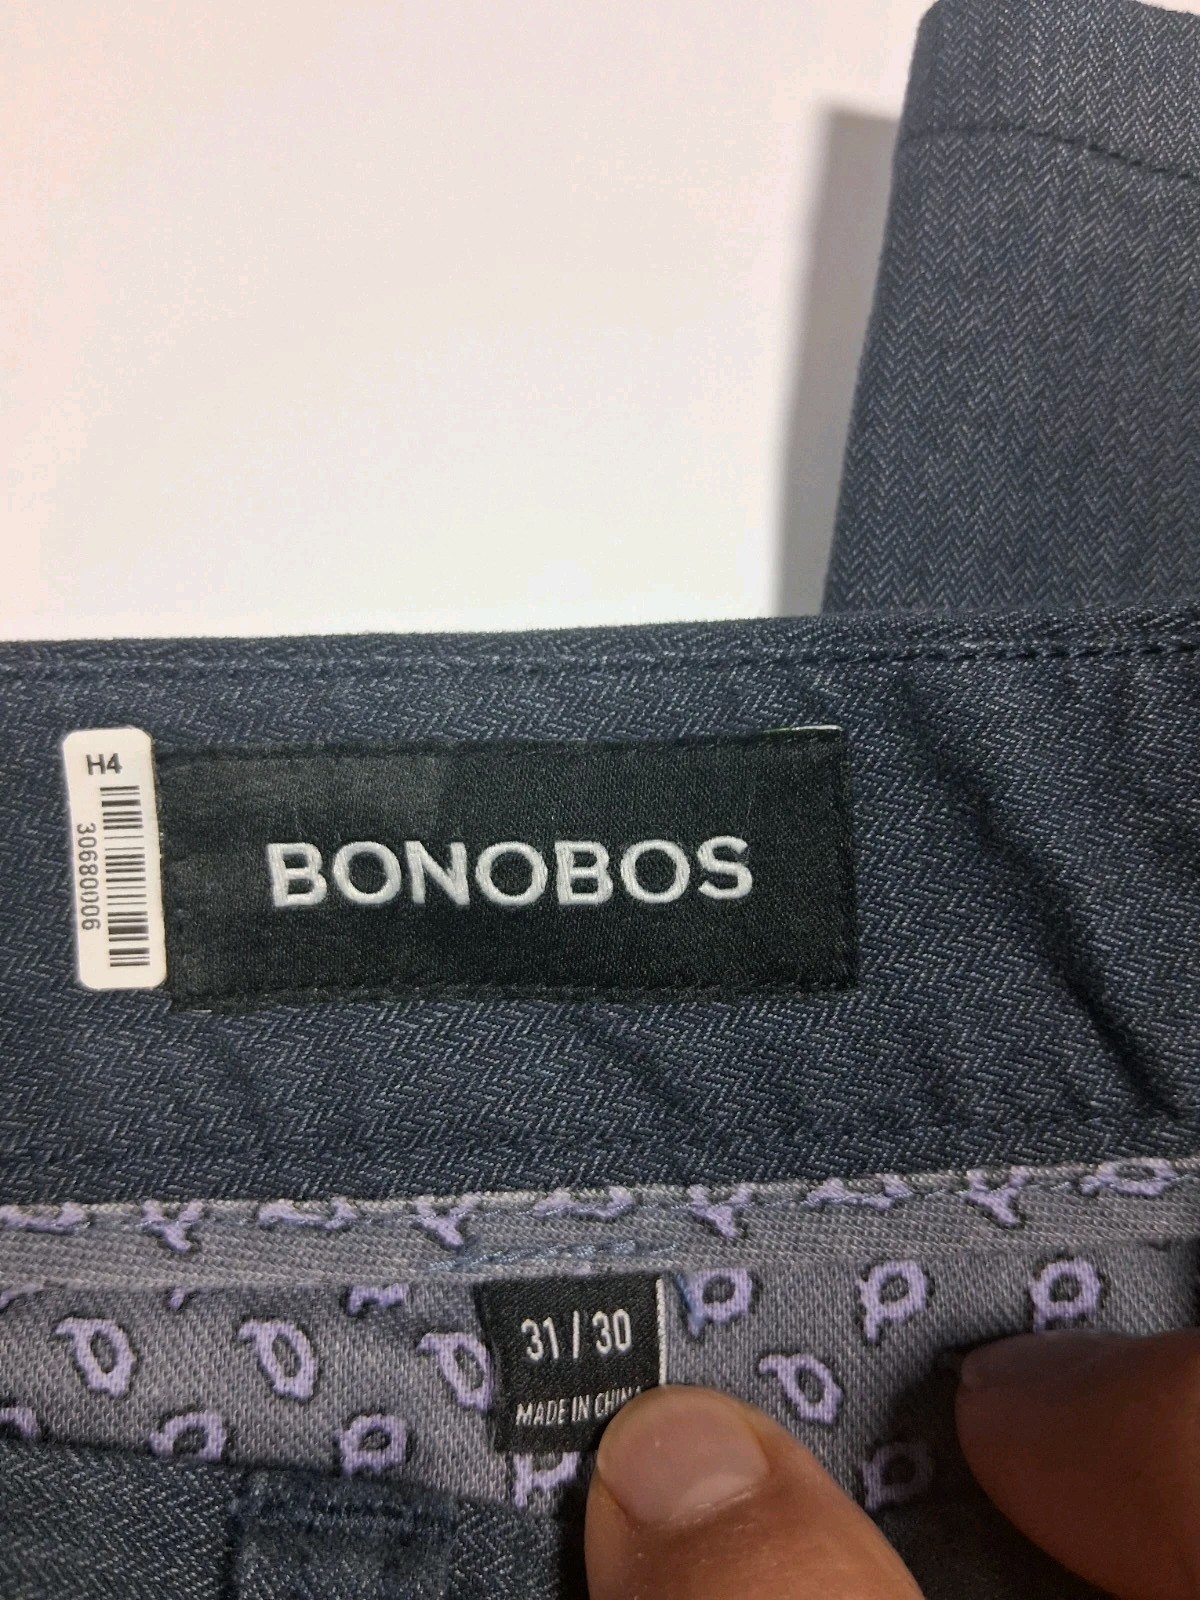 H4
30680006
BONOBOS
31 / 30
MADE IN CHINA